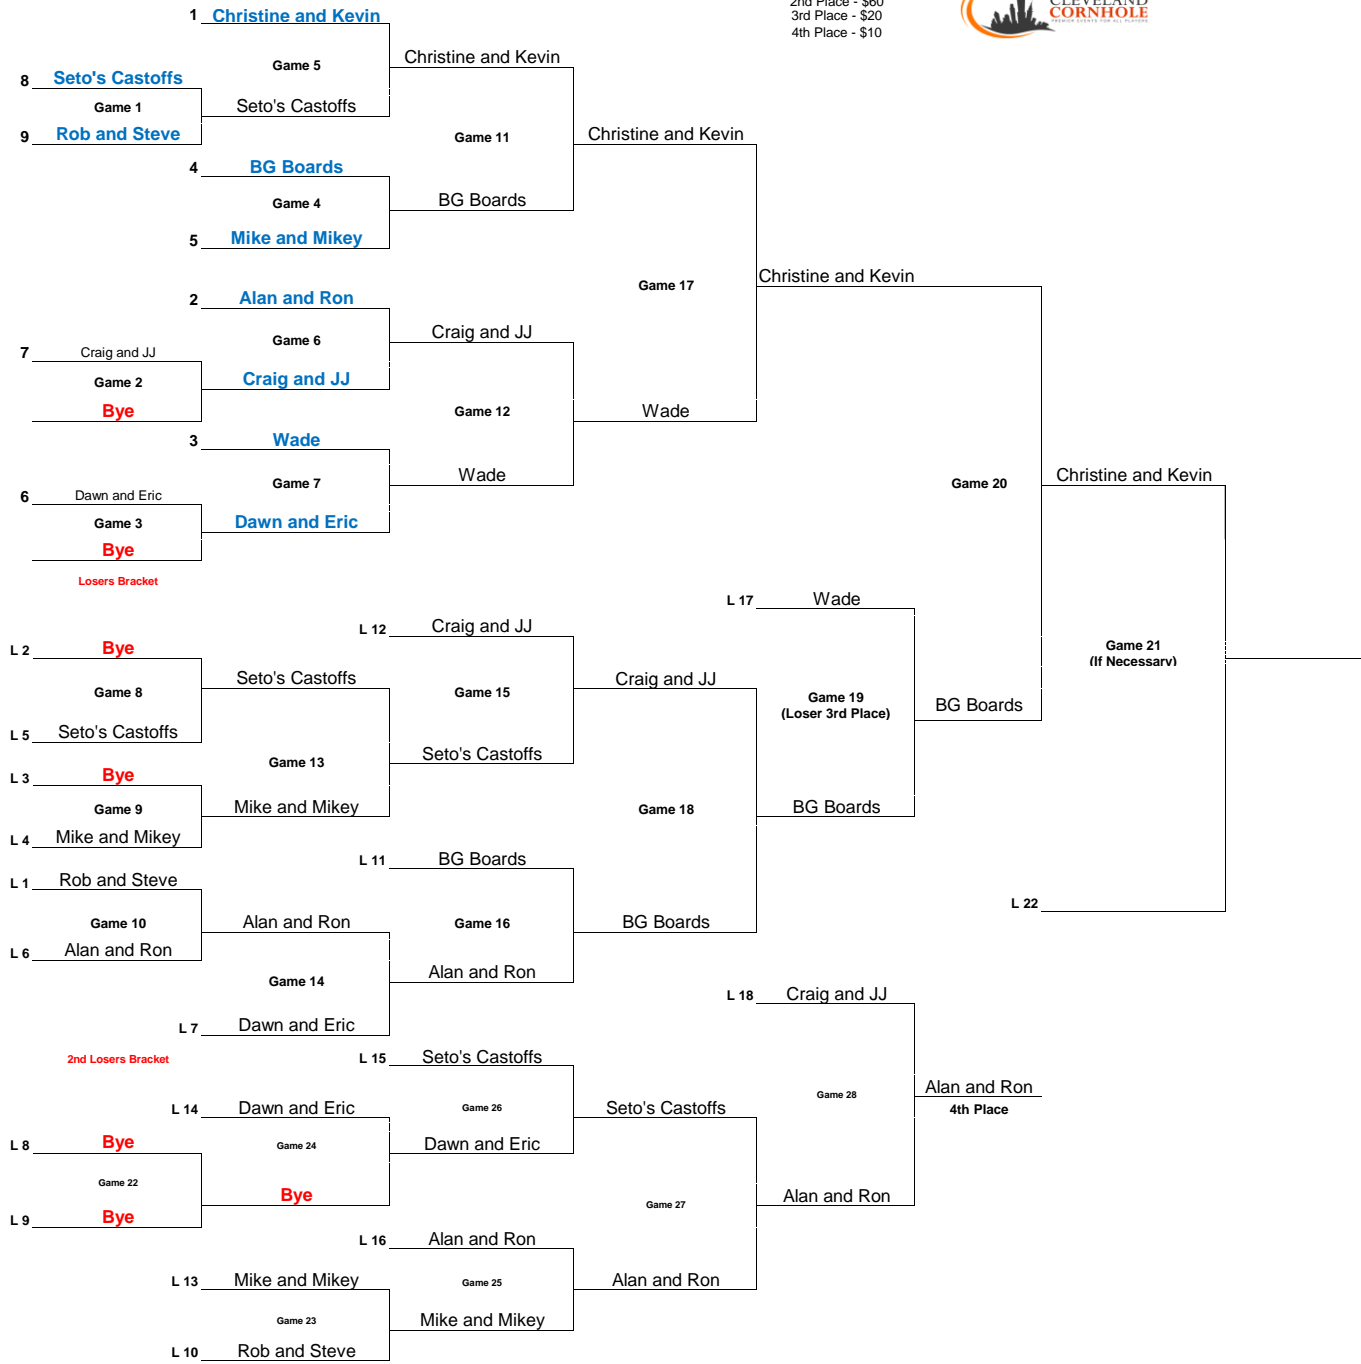 2nd Place - $60
3rd Place - $20
4th Place - $10
CLEVELAND
CORNHOLE
PREMIER EVENTS FOR ALL PLAYERS
1 Christine and Kevin
Game 5
Christine and Kevin
8 Seto's Castoffs
Game 1
Seto's Castoffs
9 Rob and Steve
Game 11
Christine and Kevin
4 BG Boards
Game 4
BG Boards
5 Mike and Mikey
Game 17
Christine and Kevin
2 Alan and Ron
Game 6
Craig and JJ
7 Craig and JJ
Game 2
Craig and JJ
Bye
Game 12
Wade
3 Wade
Game 7
Wade
6 Dawn and Eric
Game 3
Dawn and Eric
Bye
Game 20
Christine and Kevin
Losers Bracket
L 17 Wade
L 12 Craig and JJ
L 2 Bye
Game 8
Seto's Castoffs
Game 15
Craig and JJ
Game 19
(Loser 3rd Place)
BG Boards
Game 21
(If Necessary)
L 5 Seto's Castoffs
Game 13
Seto's Castoffs
L 3 Bye
Game 9
Mike and Mikey
Game 18
BG Boards
L 4 Mike and Mikey
L 11 BG Boards
L 1 Rob and Steve
Game 10
Alan and Ron
Game 16
BG Boards
L 22
L 6 Alan and Ron
Game 14
Alan and Ron
L 18 Craig and JJ
L 7 Dawn and Eric
2nd Losers Bracket
L 15 Seto's Castoffs
L 14 Dawn and Eric
Game 26
Seto's Castoffs
Game 28
Alan and Ron
4th Place
L 8 Bye
Game 24
Dawn and Eric
Game 22
Bye
Game 27
Alan and Ron
L 9 Bye
L 16 Alan and Ron
L 13 Mike and Mikey
Game 25
Alan and Ron
Game 23
Mike and Mikey
L 10 Rob and Steve